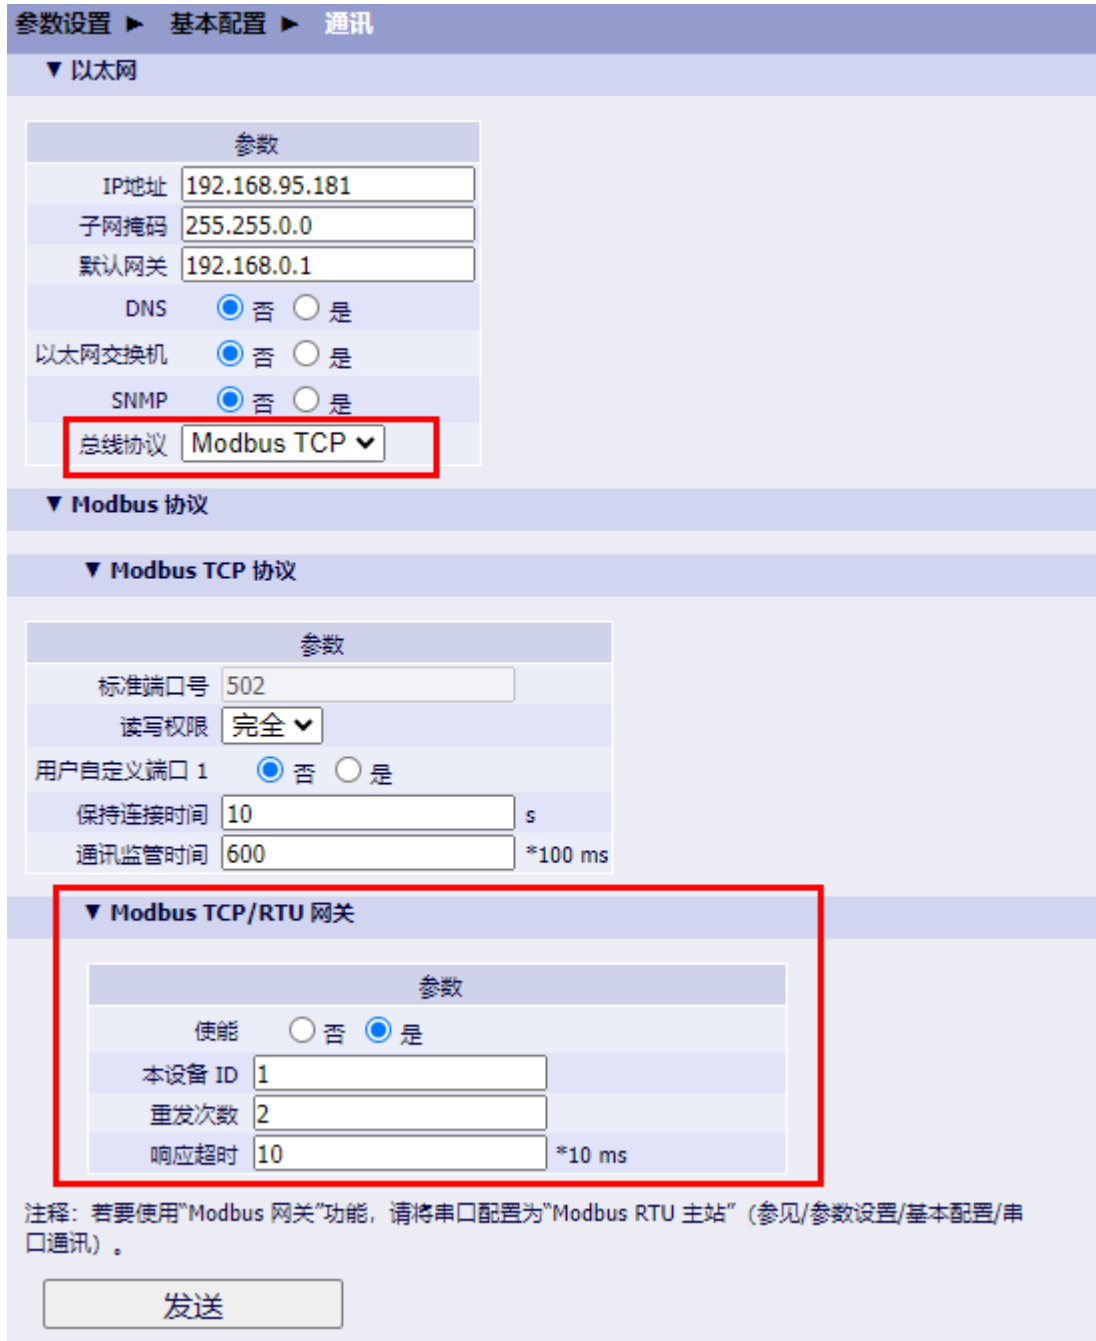 参数设置 ► 基本配置 ► 通讯
▼ 以太网
参数
IP地址 192.168.95.181
子网掩码 255.255.0.0
默认网关 192.168.0.1
DNS 否 是
以太网交换机 否 是
SNMP 否 是
总线协议 Modbus TCP
▼ Modbus 协议
▼ Modbus TCP 协议
参数
标准端口号 502
读写权限 完全
用户自定义端口 1 否 是
保持连接时间 10 s
通讯监管时间 600 *100 ms
▼ Modbus TCP/RTU 网关
参数
使能 否 是
本设备 ID 1
重发次数 2
响应超时 10 *10 ms
注释：若要使用“Modbus 网关”功能，请将串口配置为“Modbus RTU 主站”（参见/参数设置/基本配置/串
口通讯）。
发送